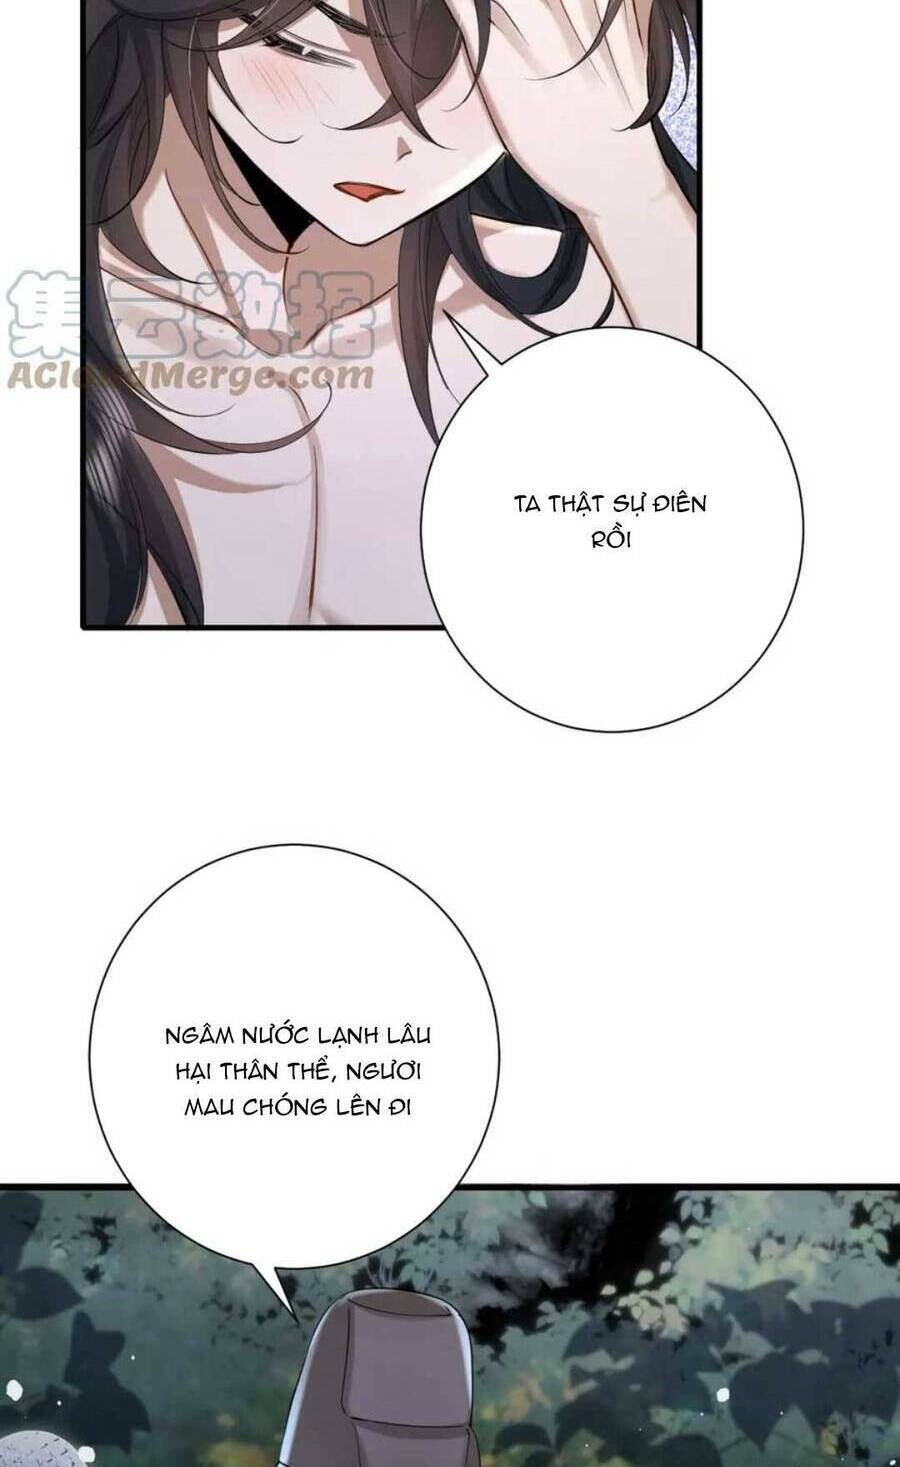 集云数据
AcloudMerge.com
TA THẬT SỰ ĐIÊN
RỒI
NGÂM NƯỚC LẠNH LÂU
HẠI THÂN THỂ, NGƯƠI
MAU CHÓNG LÊN ĐI